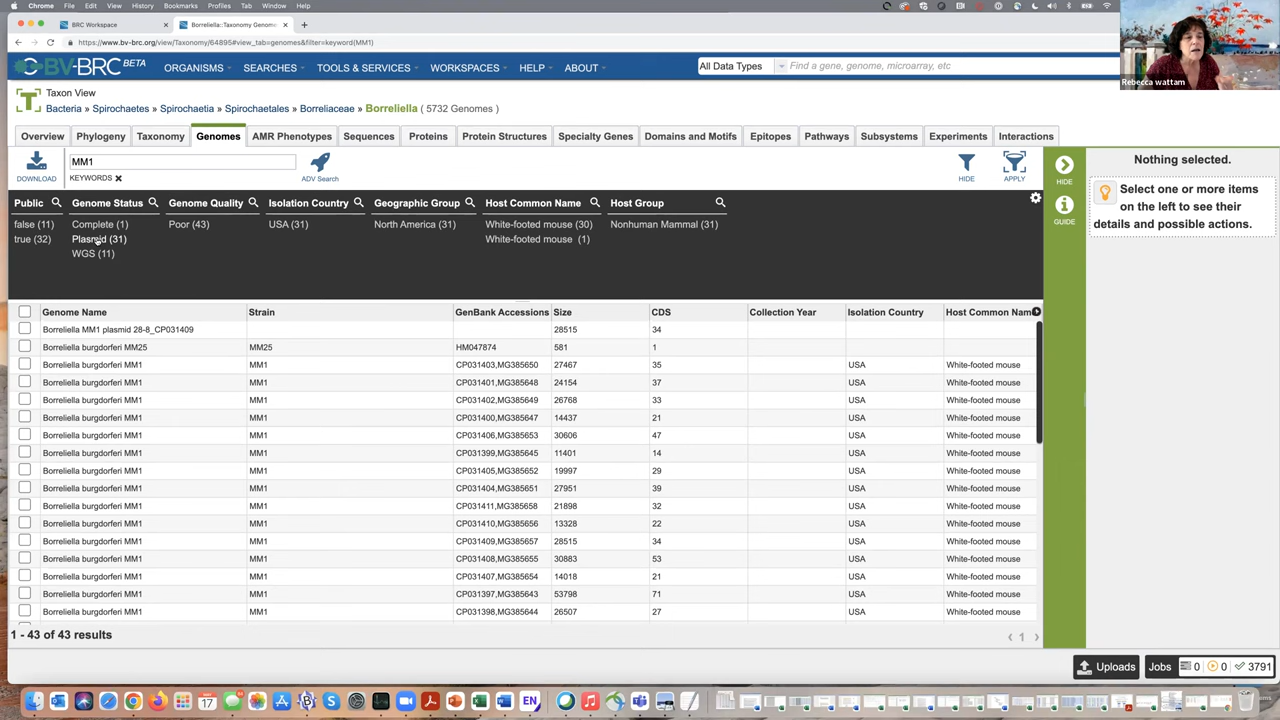 Chrome File Edit View History Bookmarks Profiles Tab Window Help
BRC Workspace Borreliella::Taxonomy Genome
https://www.bv-brc.org/view/Taxonomy/64895#view_tab=genomes&filter=keyword(MM1)
Rebecca wattam
BV-BRC BETA ORGANISMS SEARCHES TOOLS & SERVICES WORKSPACES HELP ABOUT All Data Types Find a gene, genome, microarray, etc
Taxon View
Bacteria » Spirochaetes » Spirochaetia » Spirochaetales » Borreliaceae » Borreliella ( 5732 Genomes )
Overview Phylogeny Taxonomy Genomes AMR Phenotypes Sequences Proteins Protein Structures Specialty Genes Domains and Motifs Epitopes Pathways Subsystems Experiments Interactions
MM1
DOWNLOAD KEYWORDS ADV Search HIDE APPLY HIDE
Nothing selected.
Select one or more items on the left to see their details and possible actions.
GUIDE
Public Genome Status Genome Quality Isolation Country Geographic Group Host Common Name Host Group
false (11) Complete (1) Poor (43) USA (31) North America (31) White-footed mouse (30) Nonhuman Mammal (31)
true (32) Plasmid (31) White-footed mouse (1)
WGS (11)
Genome Name Strain GenBank Accessions Size CDS Collection Year Isolation Country Host Common Name
Borreliella MM1 plasmid 28-8_CP031409 28515 34
Borreliella burgdorferi MM25 MM25 HM047874 581 1
Borreliella burgdorferi MM1 MM1 CP031403,MG385650 27467 35 USA White-footed mouse
Borreliella burgdorferi MM1 MM1 CP031401,MG385648 24154 37 USA White-footed mouse
Borreliella burgdorferi MM1 MM1 CP031402,MG385649 26768 33 USA White-footed mouse
Borreliella burgdorferi MM1 MM1 CP031400,MG385647 14437 21 USA White-footed mouse
Borreliella burgdorferi MM1 MM1 CP031406,MG385653 30606 47 USA White-footed mouse
Borreliella burgdorferi MM1 MM1 CP031399,MG385645 11401 14 USA White-footed mouse
Borreliella burgdorferi MM1 MM1 CP031405,MG385652 19997 29 USA White-footed mouse
Borreliella burgdorferi MM1 MM1 CP031404,MG385651 27951 39 USA White-footed mouse
Borreliella burgdorferi MM1 MM1 CP031411,MG385658 21898 32 USA White-footed mouse
Borreliella burgdorferi MM1 MM1 CP031410,MG385656 13328 22 USA White-footed mouse
Borreliella burgdorferi MM1 MM1 CP031409,MG385657 28515 34 USA White-footed mouse
Borreliella burgdorferi MM1 MM1 CP031408,MG385655 30883 53 USA White-footed mouse
Borreliella burgdorferi MM1 MM1 CP031407,MG385654 14018 21 USA White-footed mouse
Borreliella burgdorferi MM1 MM1 CP031397,MG385643 53798 71 USA White-footed mouse
Borreliella burgdorferi MM1 MM1 CP031398,MG385644 26507 27 USA White-footed mouse
1 - 43 of 43 results 1
Uploads Jobs 0 0 3791